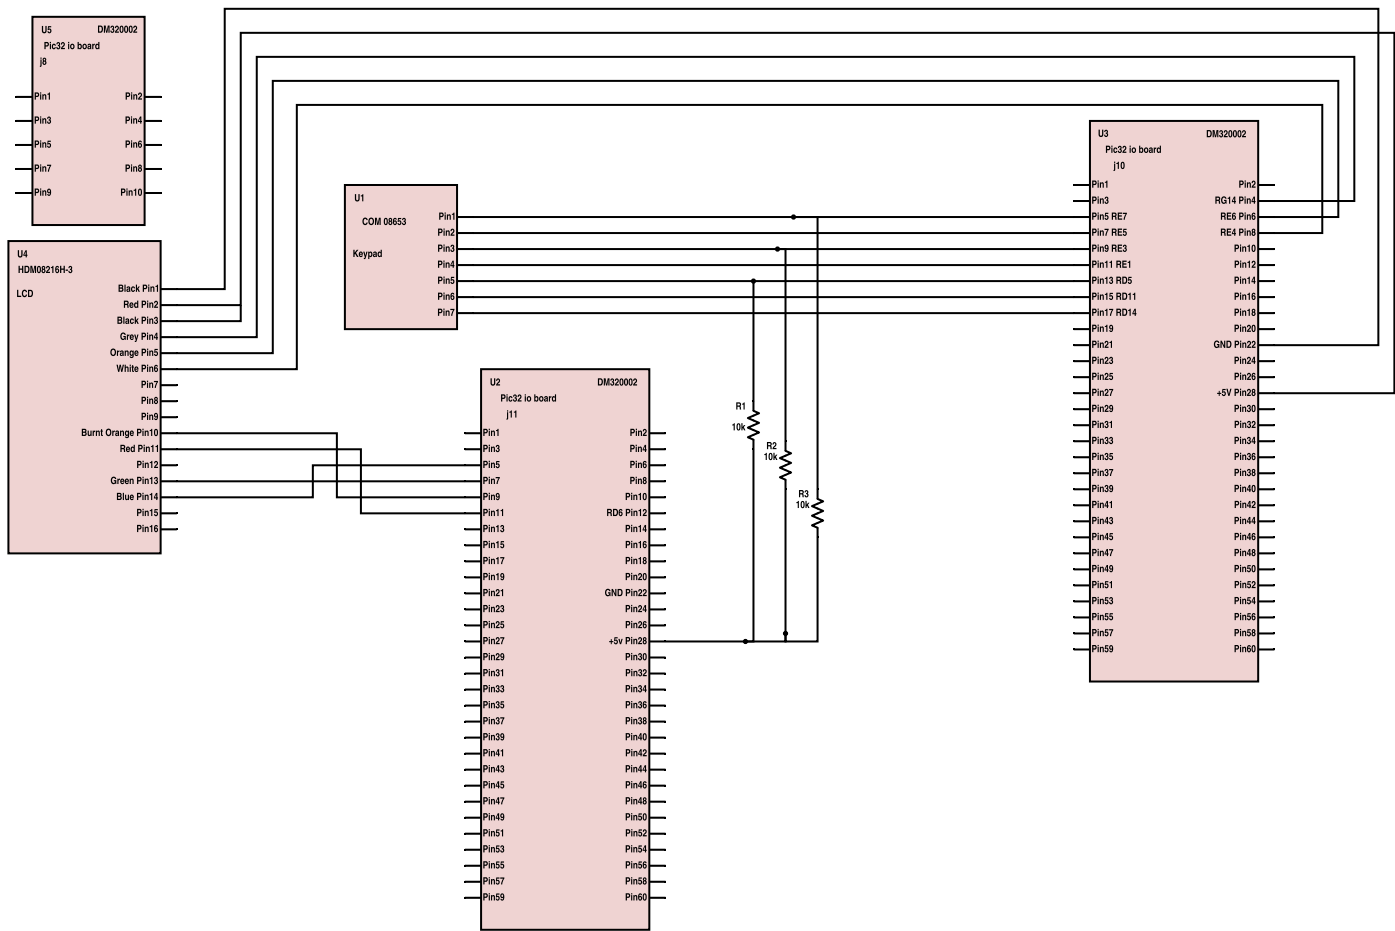 U5 DM320002
Pic32 io board
j8
Pin1 Pin2
Pin3 Pin4
Pin5 Pin6
Pin7 Pin8
Pin9 Pin10
U4
HDM08216H-3
LCD
Black Pin1
Red Pin2
Black Pin3
Grey Pin4
Orange Pin5
White Pin6
Pin7
Pin8
Pin9
Burnt Orange Pin10
Red Pin11
Pin12
Green Pin13
Blue Pin14
Pin15
Pin16
U1
COM 08653
Keypad
Pin1
Pin2
Pin3
Pin4
Pin5
Pin6
Pin7
U2 DM320002
Pic32 io board
j11
Pin1 Pin2
Pin3 Pin4
Pin5 Pin6
Pin7 Pin8
Pin9 Pin10
Pin11 RD6 Pin12
Pin13 Pin14
Pin15 Pin16
Pin17 Pin18
Pin19 Pin20
Pin21 GND Pin22
Pin23 Pin24
Pin25 Pin26
Pin27 +5v Pin28
Pin29 Pin30
Pin31 Pin32
Pin33 Pin34
Pin35 Pin36
Pin37 Pin38
Pin39 Pin40
Pin41 Pin42
Pin43 Pin44
Pin45 Pin46
Pin47 Pin48
Pin49 Pin50
Pin51 Pin52
Pin53 Pin54
Pin55 Pin56
Pin57 Pin58
Pin59 Pin60
R1
10k
R2
10k
R3
10k
U3 DM320002
Pic32 io board
j10
Pin1 Pin2
Pin3 RG14 Pin4
Pin5 RE7 RE6 Pin6
Pin7 RE5 RE4 Pin8
Pin9 RE3 Pin10
Pin11 RE1 Pin12
Pin13 RD5 Pin14
Pin15 RD11 Pin16
Pin17 RD14 Pin18
Pin19 Pin20
Pin21 GND Pin22
Pin23 Pin24
Pin25 Pin26
Pin27 +5V Pin28
Pin29 Pin30
Pin31 Pin32
Pin33 Pin34
Pin35 Pin36
Pin37 Pin38
Pin39 Pin40
Pin41 Pin42
Pin43 Pin44
Pin45 Pin46
Pin47 Pin48
Pin49 Pin50
Pin51 Pin52
Pin53 Pin54
Pin55 Pin56
Pin57 Pin58
Pin59 Pin60